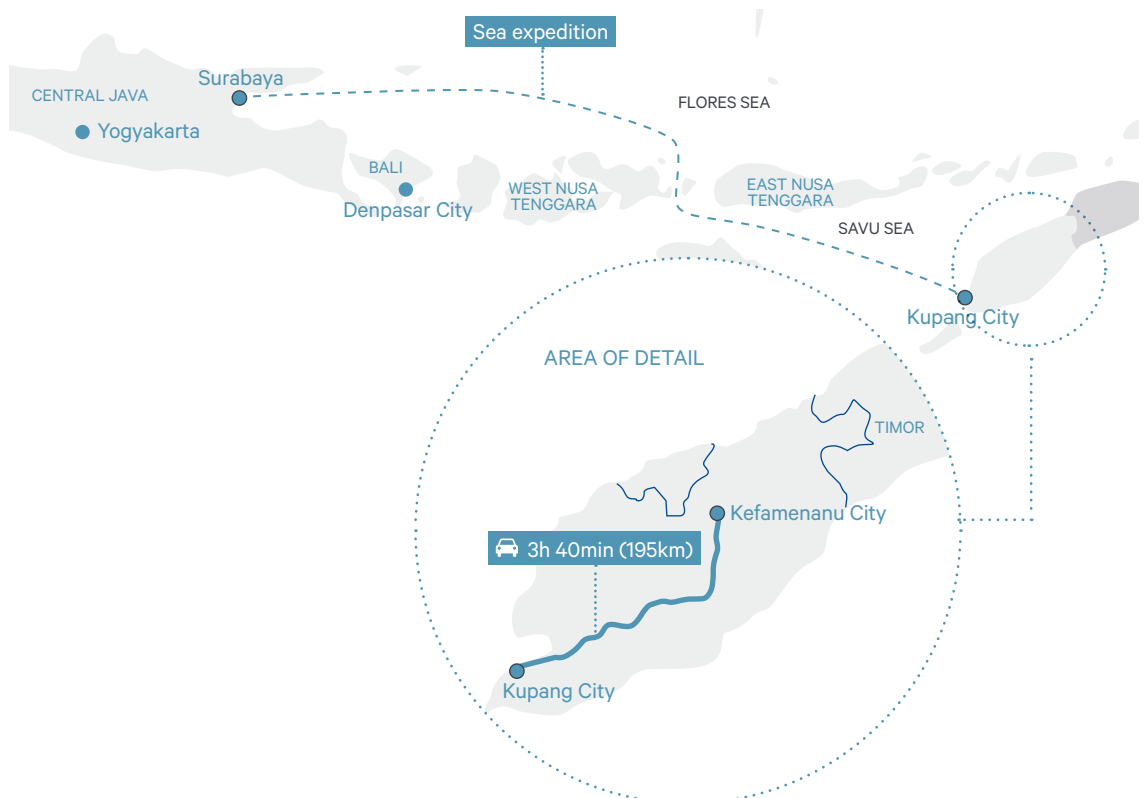 Sea expedition
Surabaya
CENTRAL JAVA
FLORES SEA
Yogyakarta
BALI
WEST NUSA
TENGGARA
EAST NUSA
TENGGARA
Denpasar City
SAVU SEA
Kupang City
AREA OF DETAIL
TIMOR
Kefamenanu City
3h 40min (195km)
Kupang City